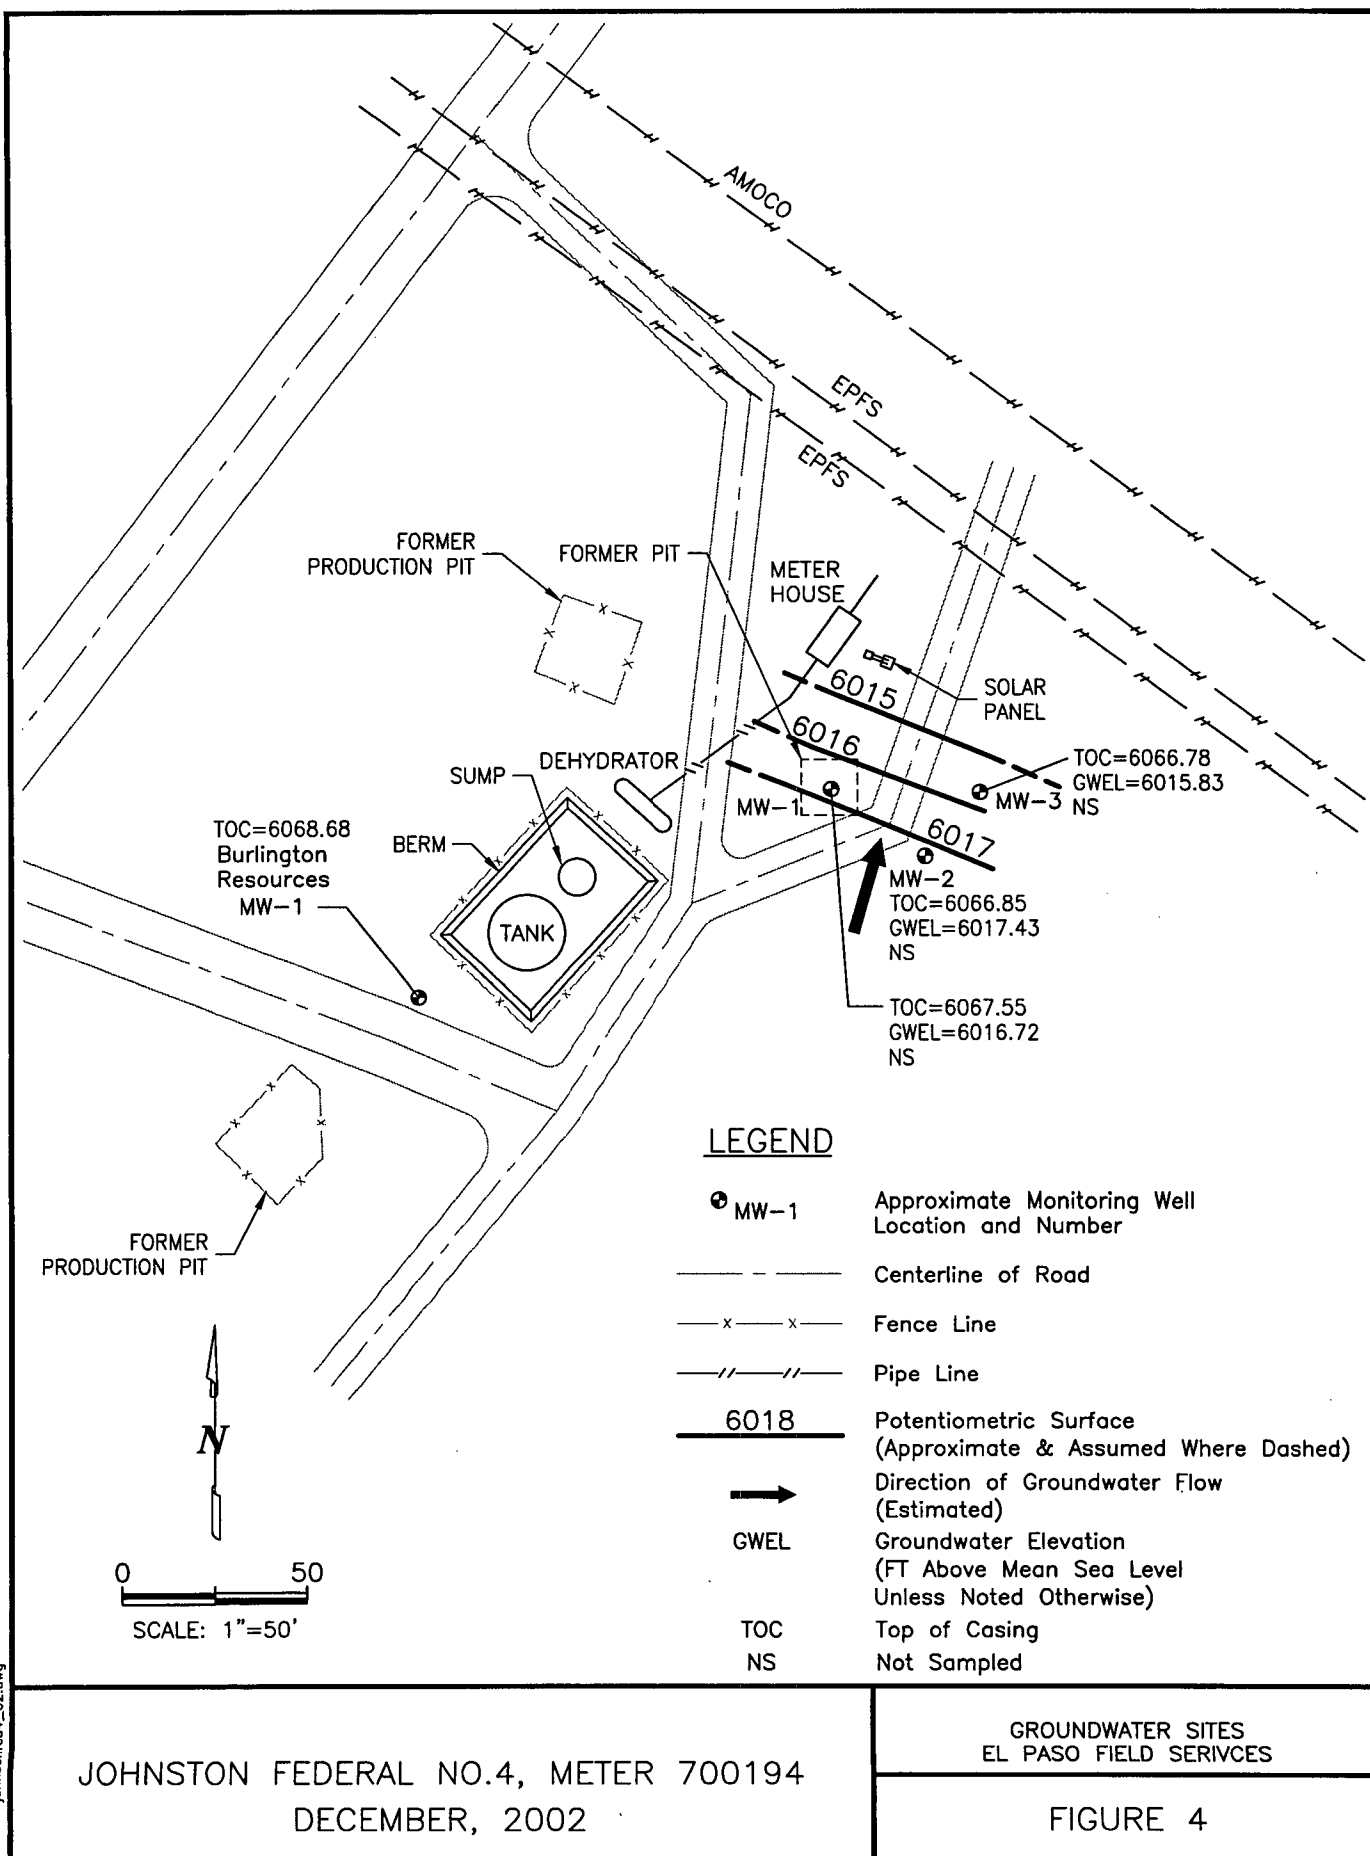 AMOCO
EPFS
EPFS
FORMER
PRODUCTION PIT
FORMER PIT
METER
HOUSE
6015
SOLAR
PANEL
6016
DEHYDRATOR
SUMP
TOC=6066.78
GWEL=6015.83
NS
MW-3
MW-1
6017
TOC=6068.68
Burlington
Resources
MW-1
BERM
TANK
MW-2
TOC=6066.85
GWEL=6017.43
NS
TOC=6067.55
GWEL=6016.72
NS
FORMER
PRODUCTION PIT
LEGEND
MW-1 Approximate Monitoring Well
Location and Number
Centerline of Road
x x Fence Line
Pipe Line
6018 Potentiometric Surface
(Approximate & Assumed Where Dashed)
Direction of Groundwater Flow
(Estimated)
GWEL Groundwater Elevation
(FT Above Mean Sea Level
Unless Noted Otherwise)
TOC Top of Casing
NS Not Sampled
N
0 50
SCALE: 1"=50'
JOHNSTON FEDERAL NO.4, METER 700194
DECEMBER, 2002
GROUNDWATER SITES
EL PASO FIELD SERIVCES
FIGURE 4